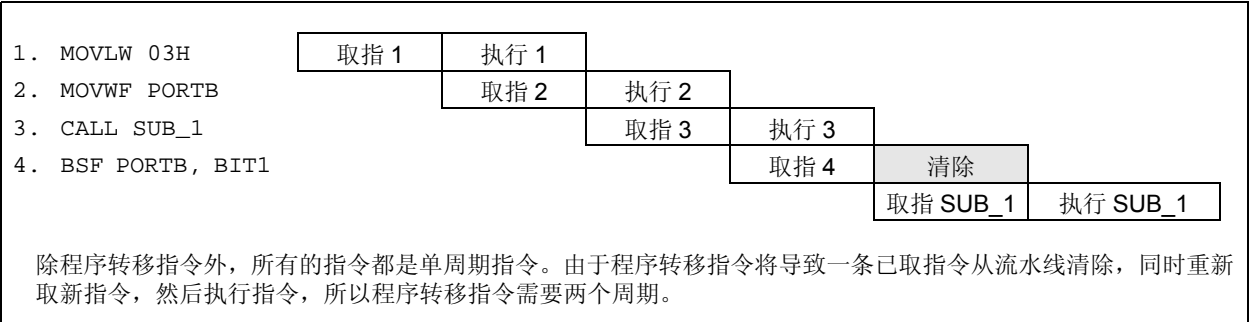 1. MOVLW 03H 取指 1 执行 1
2. MOVWF PORTB 取指 2 执行 2
3. CALL SUB_1 取指 3 执行 3
4. BSF PORTB, BIT1 取指 4 清除
取指 SUB_1 执行 SUB_1
除程序转移指令外，所有的指令都是单周期指令。由于程序转移指令将导致一条已取指令从流水线清除，同时重新
取新指令，然后执行指令，所以程序转移指令需要两个周期。